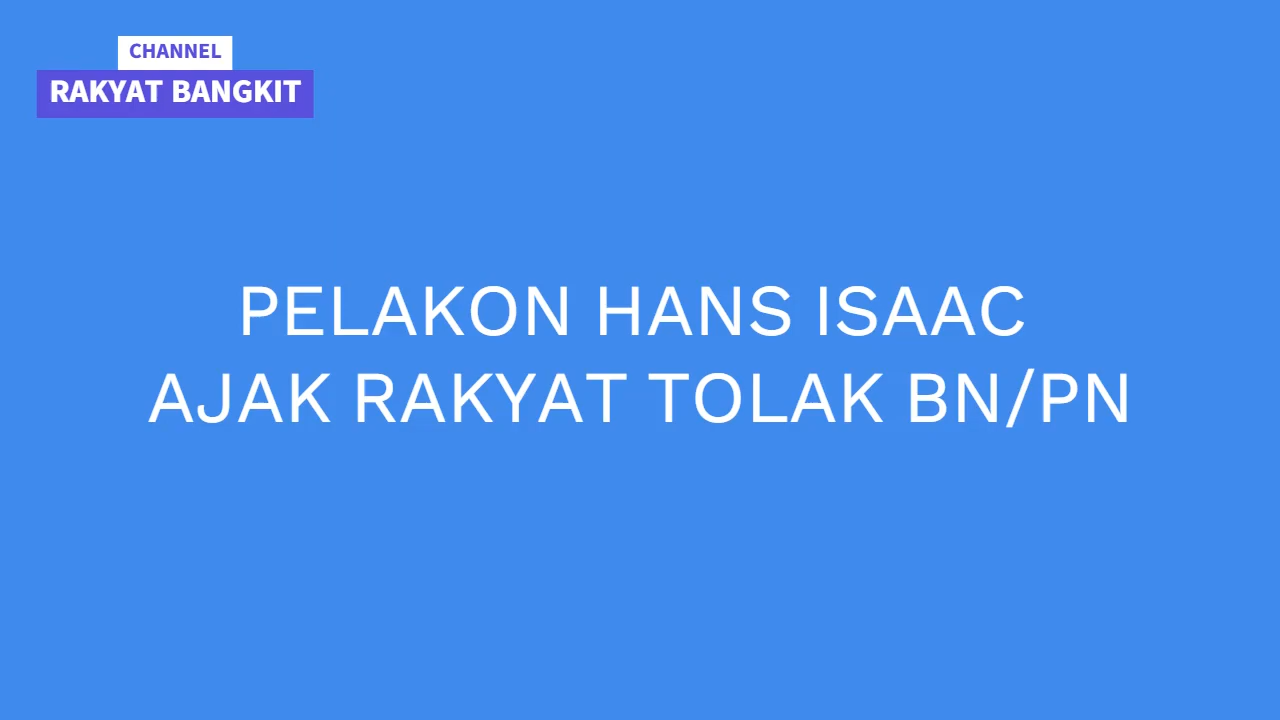 CHANNEL
RAKYAT BANGKIT
PELAKON HANS ISAAC
AJAK RAKYAT TOLAK BN/PN